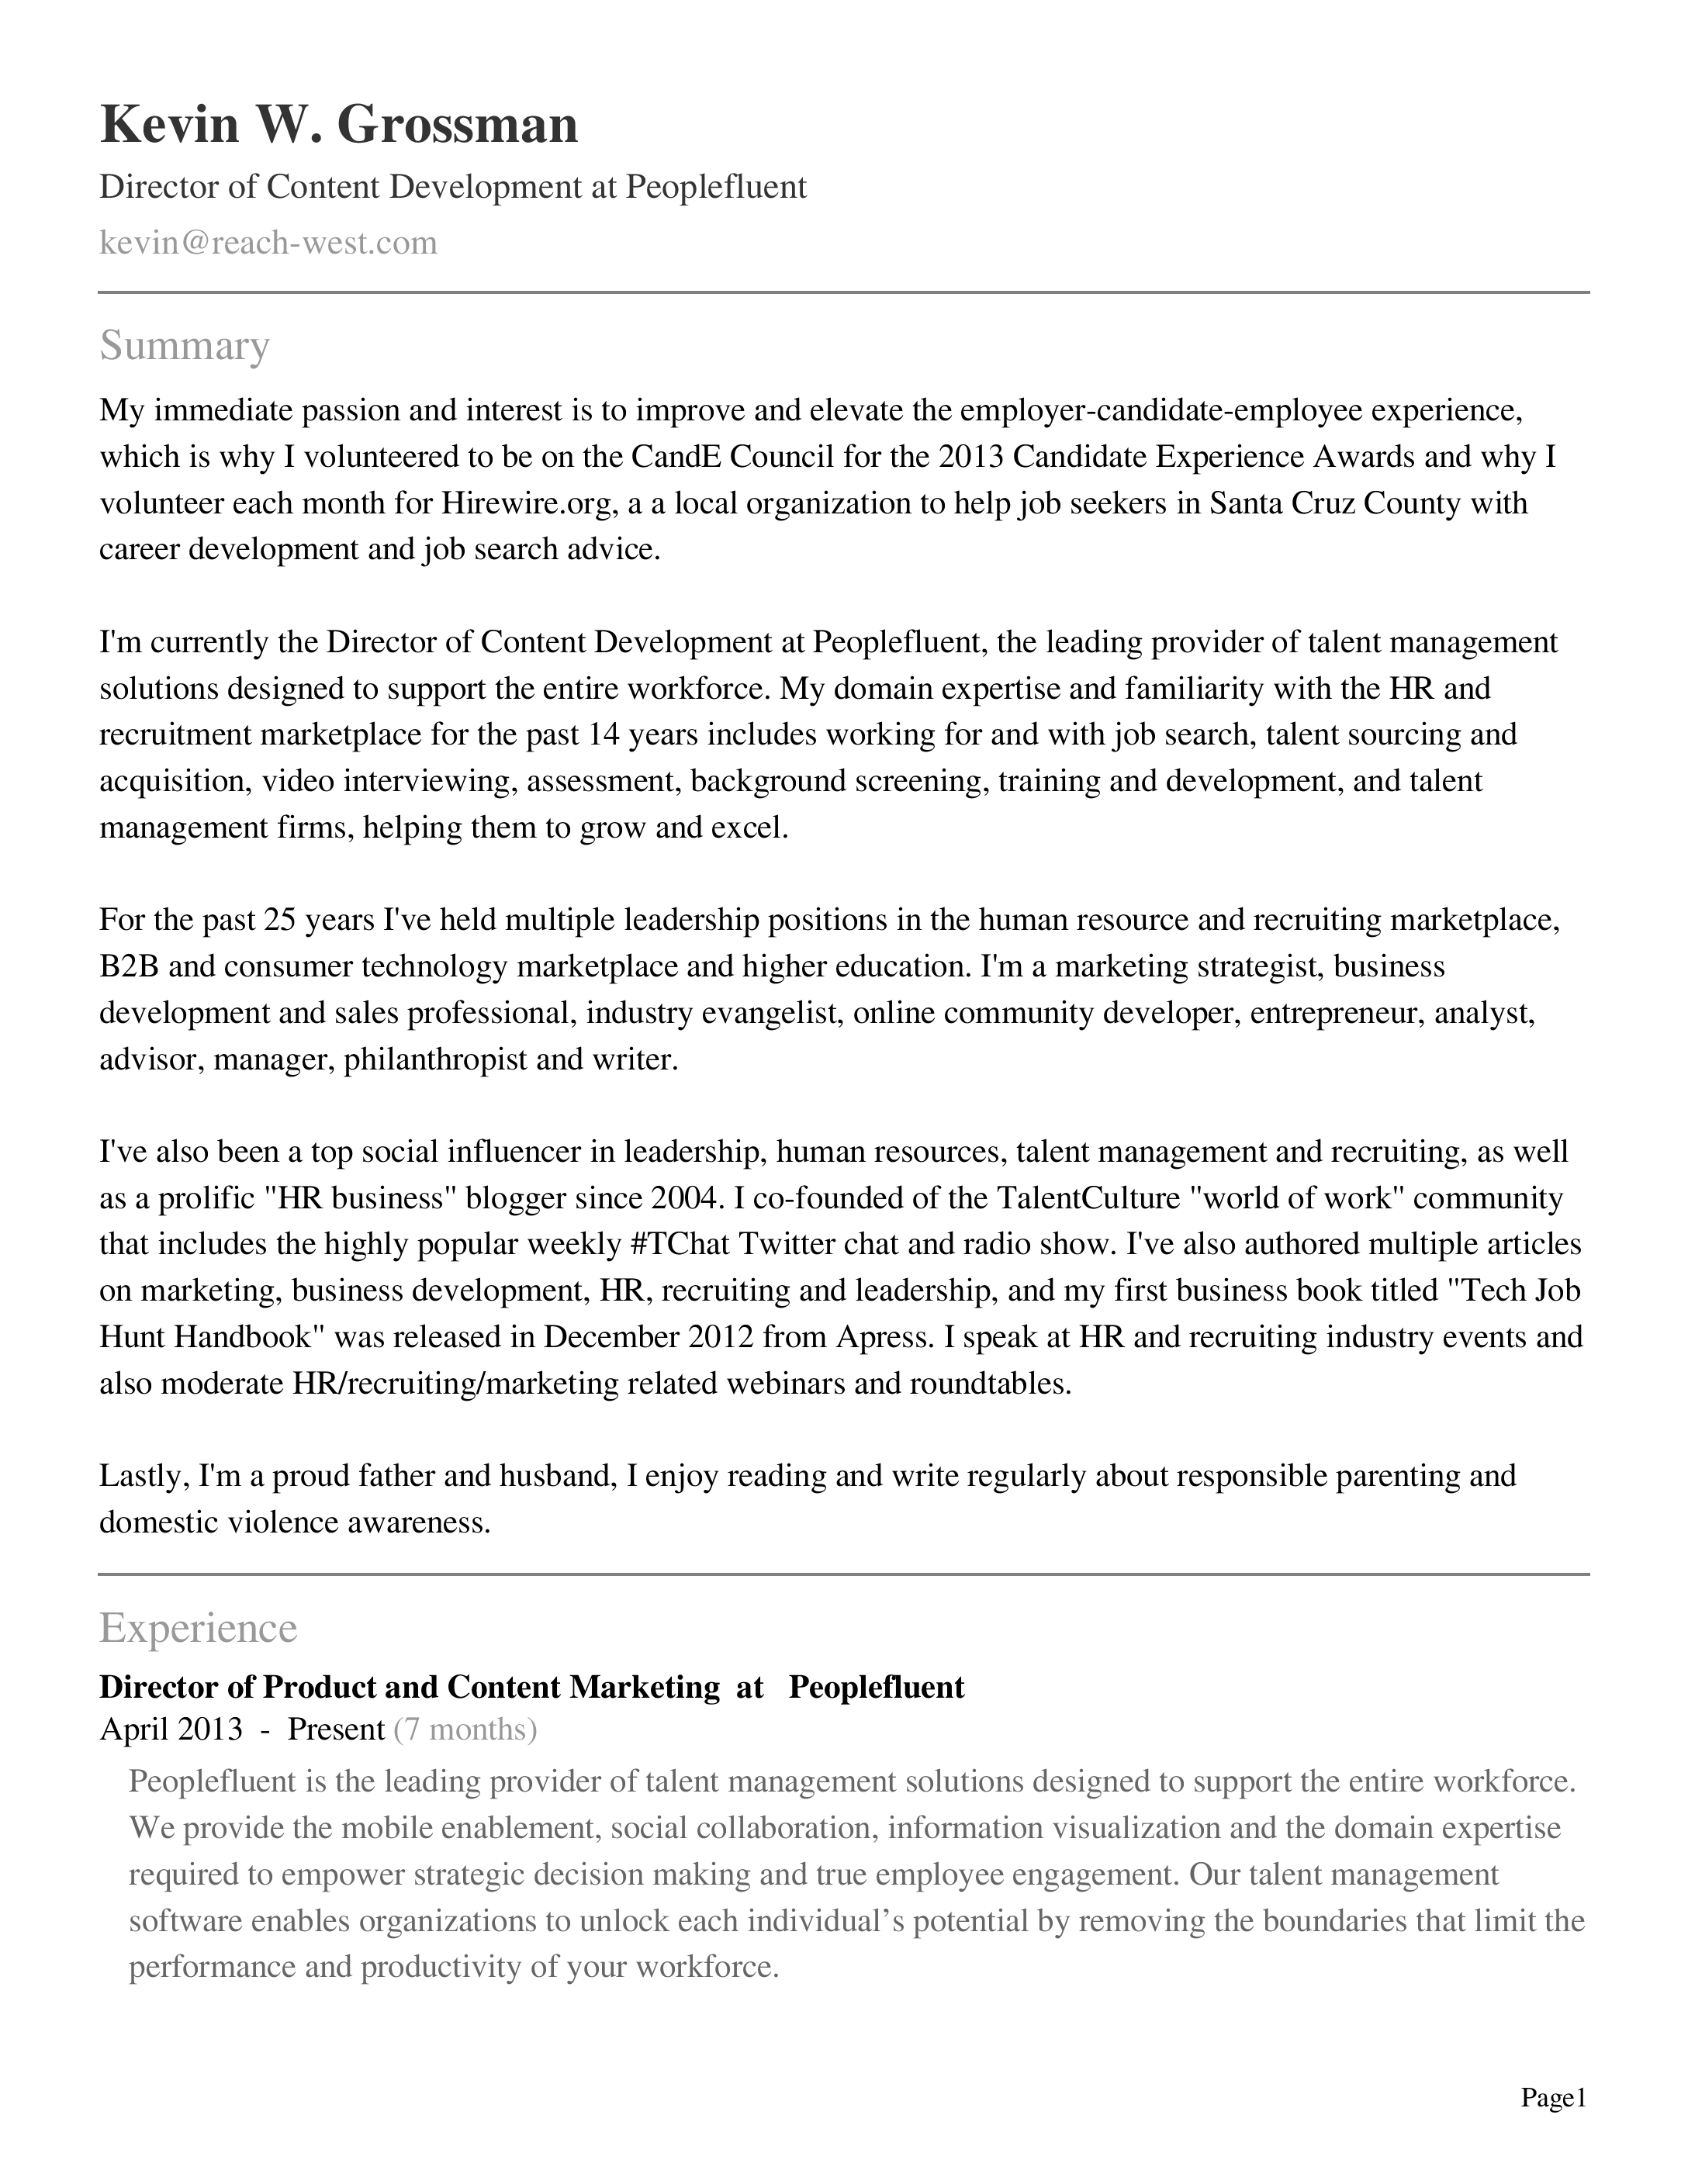 Kevin W. Grossman
Director of Content Development at Peoplefluent
kevin@reach-west.com
Summary
My immediate passion and interest is to improve and elevate the employer-candidate-employee experience,
which is why I volunteered to be on the CandE Council for the 2013 Candidate Experience Awards and why I
volunteer each month for Hirewire.org, a a local organization to help job seekers in Santa Cruz County with
career development and job search advice.
I'm currently the Director of Content Development at Peoplefluent, the leading provider of talent management
solutions designed to support the entire workforce. My domain expertise and familiarity with the HR and
recruitment marketplace for the past 14 years includes working for and with job search, talent sourcing and
acquisition, video interviewing, assessment, background screening, training and development, and talent
management firms, helping them to grow and excel.
For the past 25 years I've held multiple leadership positions in the human resource and recruiting marketplace,
B2B and consumer technology marketplace and higher education. I'm a marketing strategist, business
development and sales professional, industry evangelist, online community developer, entrepreneur, analyst,
advisor, manager, philanthropist and writer.
I've also been a top social influencer in leadership, human resources, talent management and recruiting, as well
as a prolific "HR business" blogger since 2004. I co-founded of the TalentCulture "world of work" community
that includes the highly popular weekly #TChat Twitter chat and radio show. I've also authored multiple articles
on marketing, business development, HR, recruiting and leadership, and my first business book titled "Tech Job
Hunt Handbook" was released in December 2012 from Apress. I speak at HR and recruiting industry events and
also moderate HR/recruiting/marketing related webinars and roundtables.
Lastly, I'm a proud father and husband, I enjoy reading and write regularly about responsible parenting and
domestic violence awareness.
Experience
Director of Product and Content Marketing at Peoplefluent
April 2013 - Present (7 months)
Peoplefluent is the leading provider of talent management solutions designed to support the entire workforce.
We provide the mobile enablement, social collaboration, information visualization and the domain expertise
required to empower strategic decision making and true employee engagement. Our talent management
software enables organizations to unlock each individual’s potential by removing the boundaries that limit the
performance and productivity of your workforce.
Page1